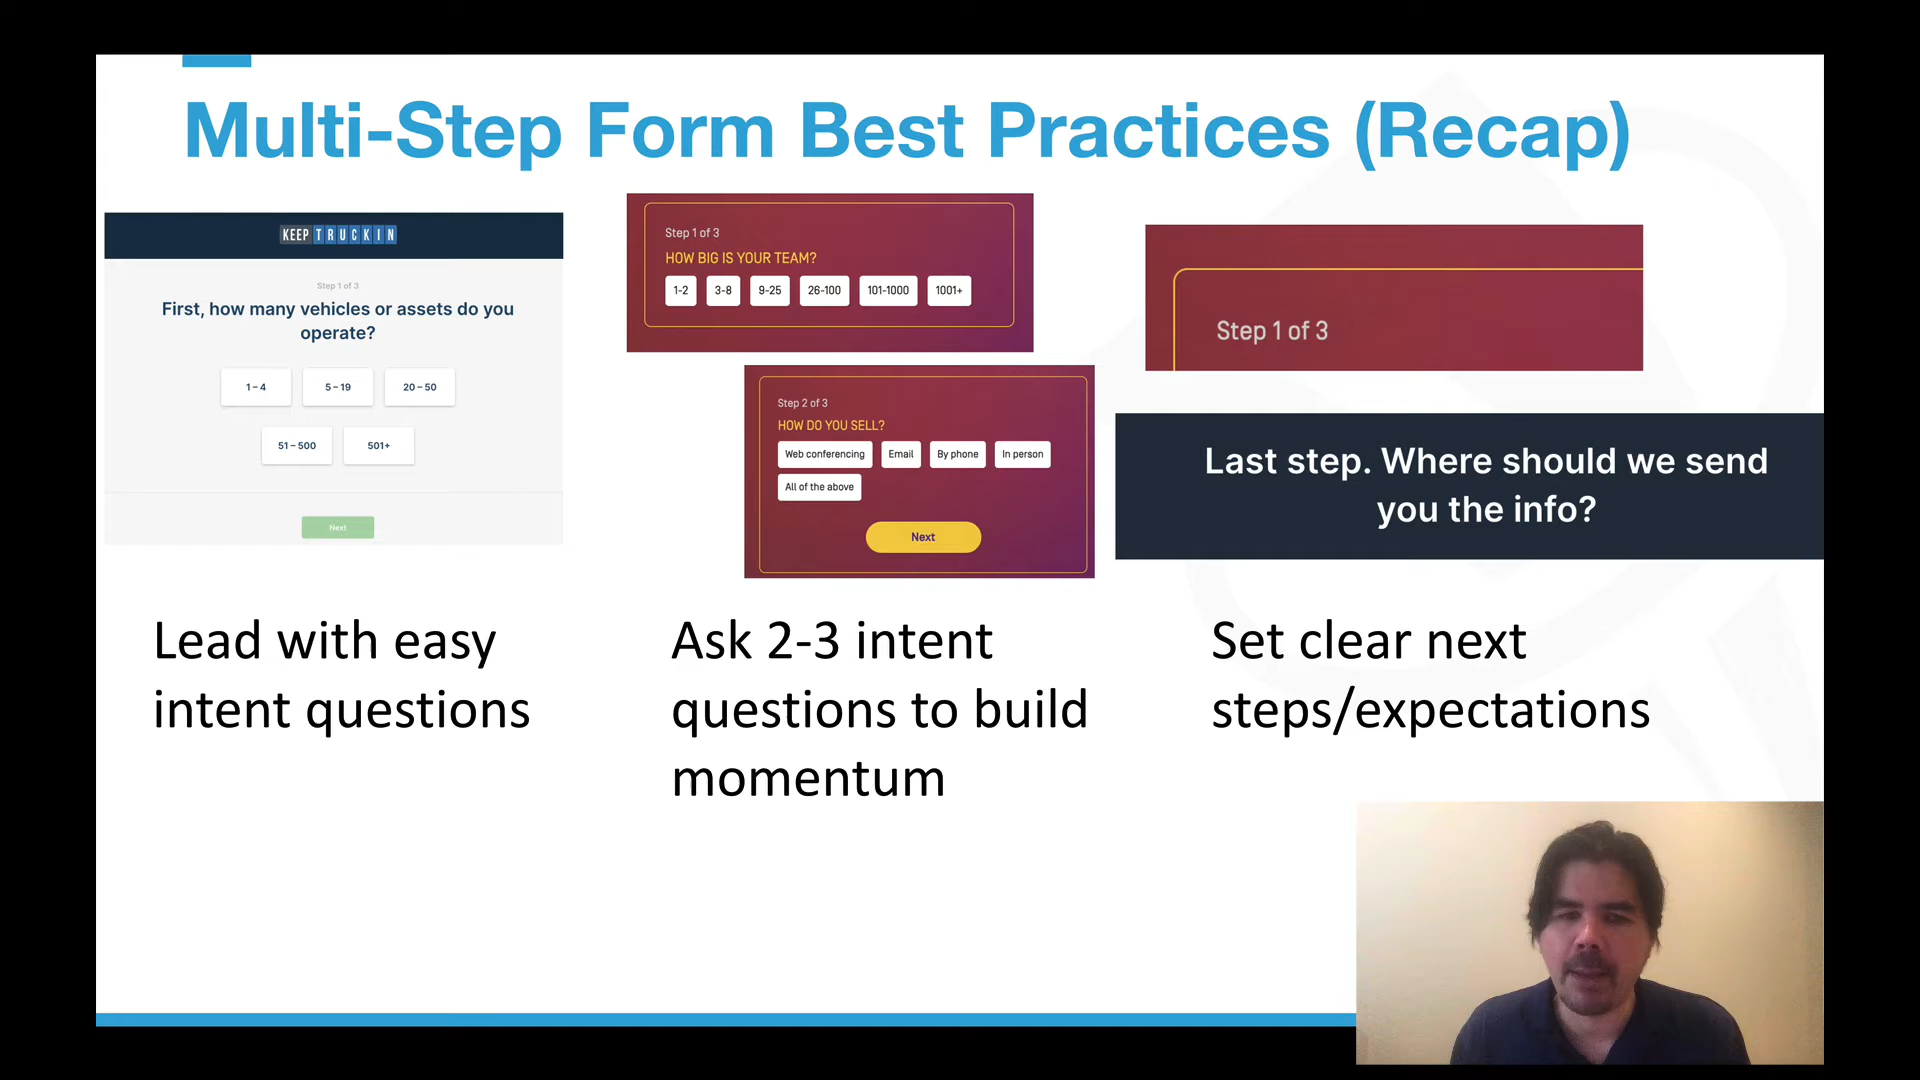 Multi-Step Form Best Practices (Recap)
KEEP TRUCKIN
Step 1 of 3
First, how many vehicles or assets do you
operate?
1 – 4
5 – 19
20 – 50
51 – 500
501+
Next
Lead with easy
intent questions
Step 1 of 3
HOW BIG IS YOUR TEAM?
1-2
3-8
9-25
26-100
101-1000
1001+
Step 2 of 3
HOW DO YOU SELL?
Web conferencing
Email
By phone
In person
All of the above
Next
Ask 2-3 intent
questions to build
momentum
Step 1 of 3
Last step. Where should we send
you the info?
Set clear next
steps/expectations